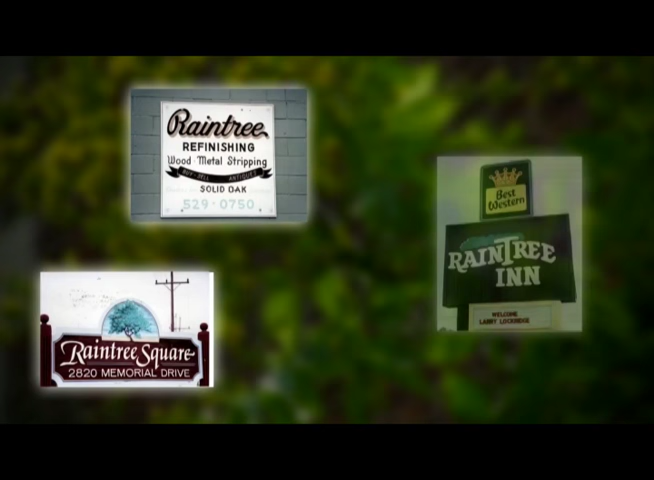 Raintree
REFINISHING
Wood · Metal Stripping
BUY SELL ANTIQUES
SOLID OAK
529-0750
Best
Western
RAINTREE
INN
WELCOME
LARRY LOCKRIDGE
Raintree Square
2820 MEMORIAL DRIVE